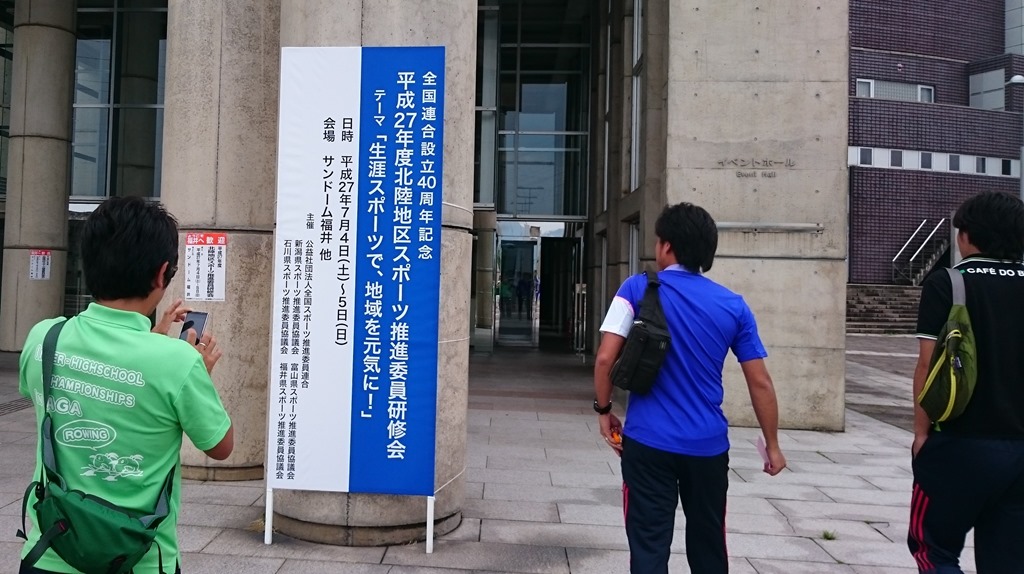 全国連合設立40周年記念
平成27年度北陸地区スポーツ推進委員研修会
テーマ「生涯スポーツで、地域を元気に！」
日時 平成27年7月4日(土)～5日(日)
会場 サンドーム福井 他
主催 公益社団法人全国スポーツ推進委員連合
新潟県スポーツ推進委員協議会 富山県スポーツ推進委員協議会
石川県スポーツ推進委員協議会 福井県スポーツ推進委員協議会
歓迎
イベントホール
Event Hall
CHAMPIONSHIPS
ROWING
CAFÉ DO B